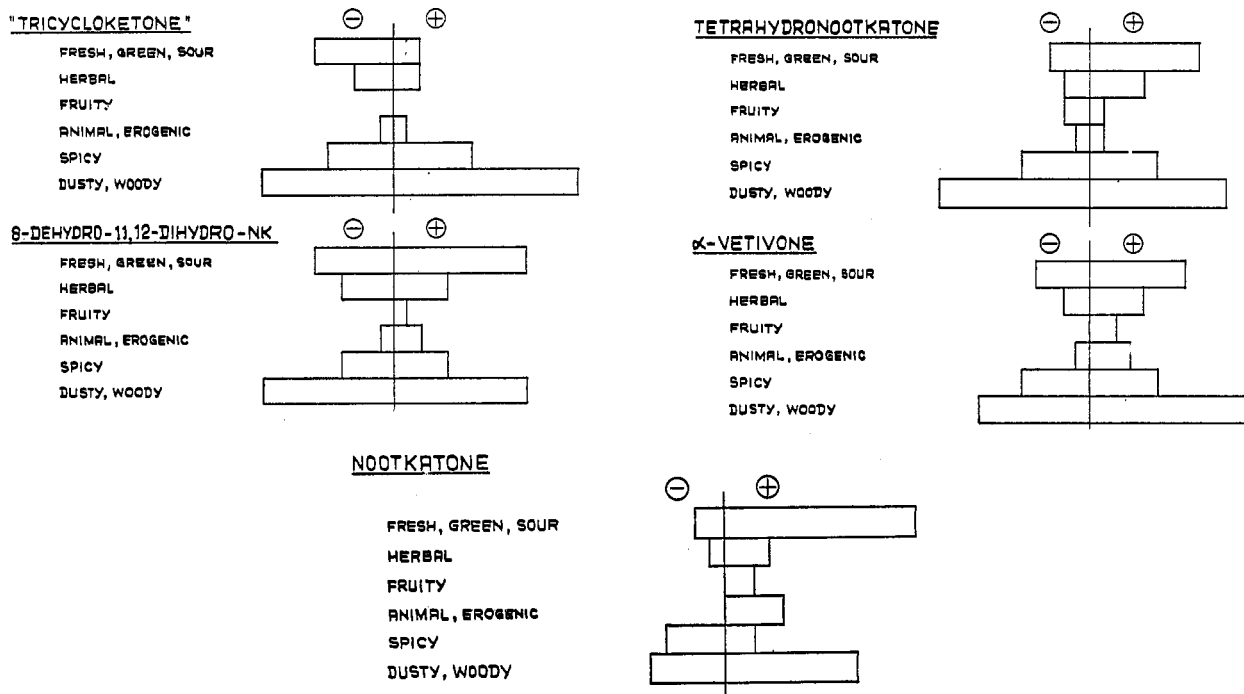 "TRICYCLOKETONE"
⊖ ⊕
FRESH, GREEN, SOUR
HERBAL
FRUITY
ANIMAL, EROGENIC
SPICY
DUSTY, WOODY
TETRAHYDRONOOTKATONE
⊖ ⊕
FRESH, GREEN, SOUR
HERBAL
FRUITY
ANIMAL, EROGENIC
SPICY
DUSTY, WOODY
8-DEHYDRO-11,12-DIHYDRO-NK
⊖ ⊕
FRESH, GREEN, SOUR
HERBAL
FRUITY
ANIMAL, EROGENIC
SPICY
DUSTY, WOODY
α-VETIVONE
⊖ ⊕
FRESH, GREEN, SOUR
HERBAL
FRUITY
ANIMAL, EROGENIC
SPICY
DUSTY, WOODY
NOOTKATONE
⊖ ⊕
FRESH, GREEN, SOUR
HERBAL
FRUITY
ANIMAL, EROGENIC
SPICY
DUSTY, WOODY